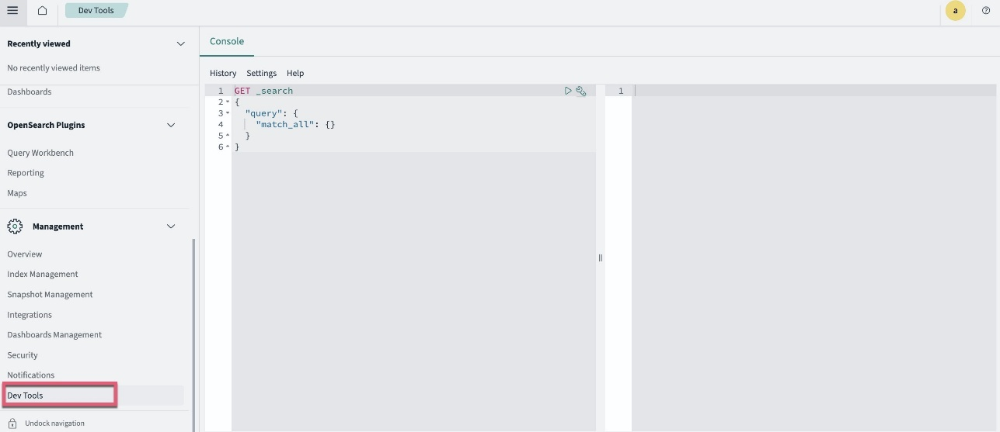 Dev Tools
a
Recently viewed
No recently viewed items
Dashboards
OpenSearch Plugins
Query Workbench
Reporting
Maps
Management
Overview
Index Management
Snapshot Management
Integrations
Dashboards Management
Security
Notifications
Dev Tools
Undock navigation
Console
History Settings Help
1 GET _search
2 {
3 "query": {
4 "match_all": {}
5 }
6 }
1